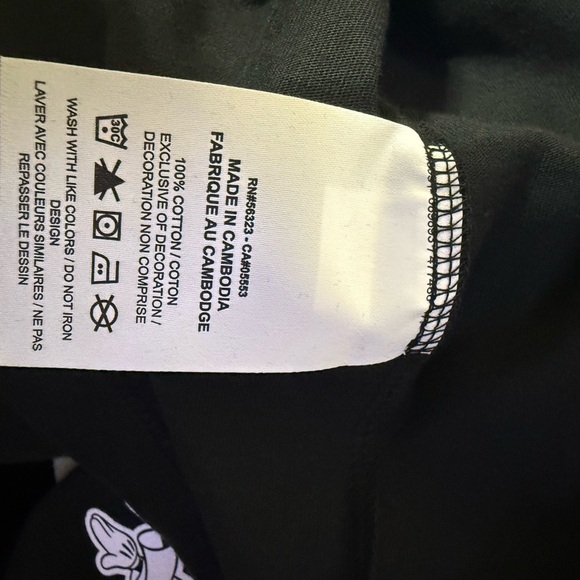 RN#56323 - CA#05553
MADE IN CAMBODIA
FABRIQUE AU CAMBODGE
100% COTTON / COTON
EXCLUSIVE OF DECORATION /
DECORATION NON COMPRISE
30C
WASH WITH LIKE COLORS / DO NOT IRON
DESIGN
LAVER AVEC COULEURS SIMILAIRES / NE PAS
REPASSER LE DESSIN